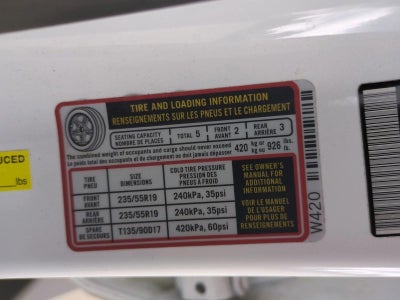 TIRE AND LOADING INFORMATION
RENSEIGNEMENTS SUR LES PNEUS ET LE CHARGEMENT
SEATING CAPACITY
NOMBRE DE PLACES
TOTAL 5
FRONT
AVANT 2
REAR
ARRIÈRE 3
The combined weight of occupants and cargo should never exceed
Le poids total des occupants et du chargement ne doit jamais dépasser
420 kg or
kg ou 926 lbs.
lb.
TIRE
PNEU
SIZE
DIMENSIONS
COLD TIRE PRESSURE
PRESSION DES
PNEUS À FROID
FRONT
AVANT
235/55R19
240kPa, 35psi
REAR
ARRIÈRE
235/55R19
240kPa, 35psi
SPARE
DE SECOURS
T135/90D17
420kPa, 60psi
SEE OWNER'S
MANUAL FOR
ADDITIONAL
INFORMATION
VOIR LE MANUEL
DE L'USAGER
POUR PLUS DE
RENSEIGNEMENTS
W420
UCED
lbs